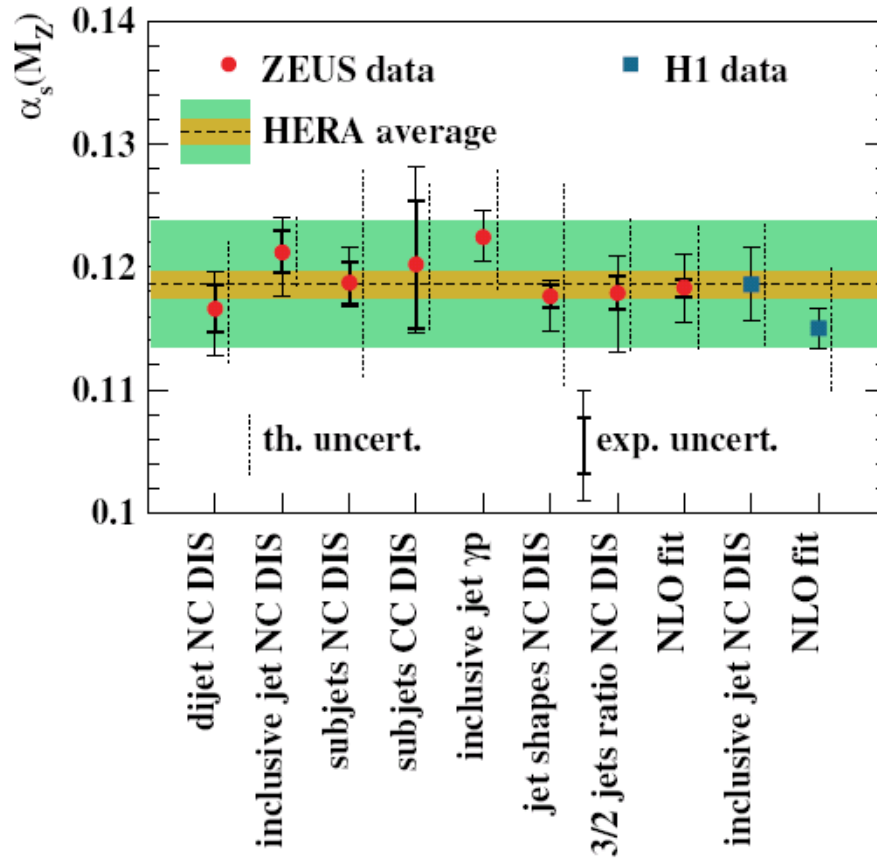 α_s(M_Z)
0.14
0.13
0.12
0.11
0.1
ZEUS data
H1 data
HERA average
th. uncert.
exp. uncert.
dijet NC DIS
inclusive jet NC DIS
subjets NC DIS
subjets CC DIS
inclusive jet γp
jet shapes NC DIS
3/2 jets ratio NC DIS
NLO fit
inclusive jet NC DIS
NLO fit